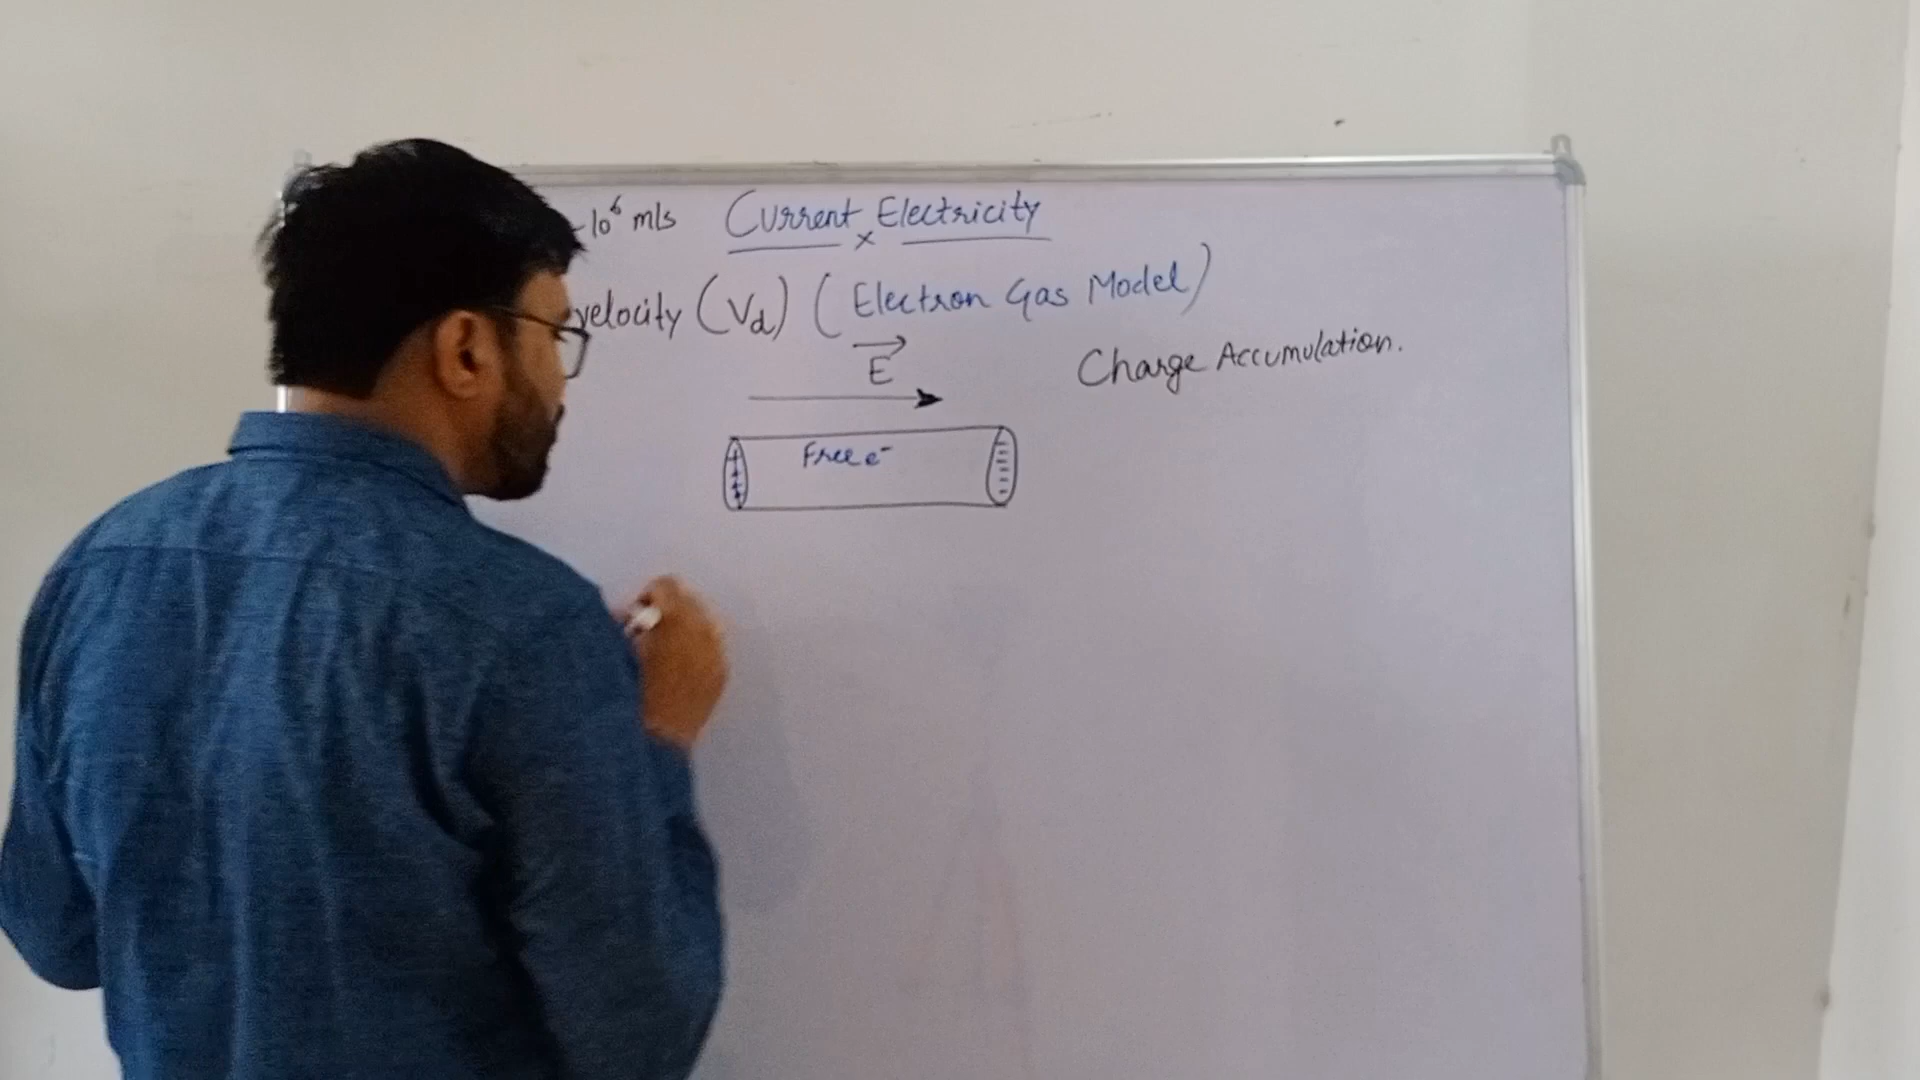 10⁶ m/s Current Electricity
velocity (Vd) (Electron Gas Model)
E
Charge Accumulation.
Free e⁻
+ + + +